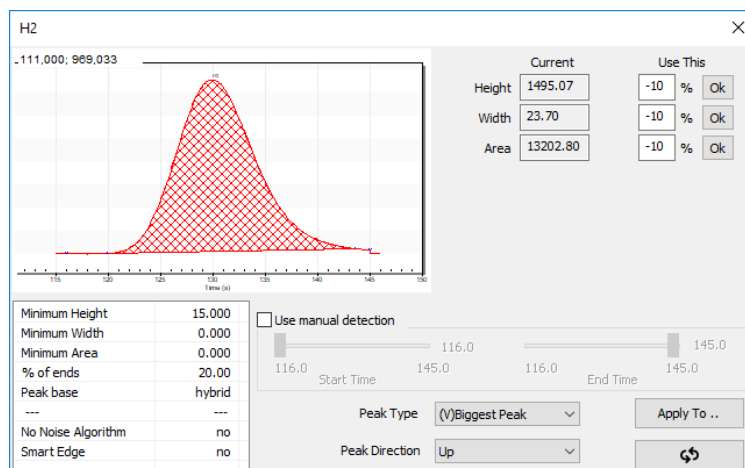 H2
111,000; 969,033
H2
115 120 125 130 135 140 145 150
Time (s)
Current Use This
Height 1495.07 -10 % Ok
Width 23.70 -10 % Ok
Area 13202.80 -10 % Ok
Minimum Height 15.000
Minimum Width 0.000
Minimum Area 0.000
% of ends 20.00
Peak base hybrid
--- ---
No Noise Algorithm no
Smart Edge no
Use manual detection
116.0 145.0
116.0 145.0 116.0 145.0
Start Time End Time
Peak Type (V)Biggest Peak Apply To ..
Peak Direction Up